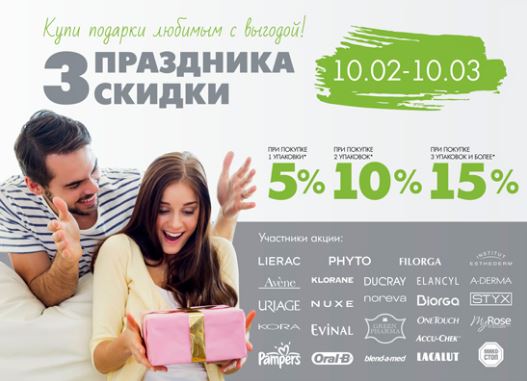 Купи подарки любимым с выгодой!
3 ПРАЗДНИКА
СКИДКИ
10.02-10.03
ПРИ ПОКУПКЕ
1 УПАКОВКИ*
5%
ПРИ ПОКУПКЕ
2 УПАКОВОК*
10%
ПРИ ПОКУПКЕ
3 УПАКОВОК И БОЛЕЕ*
15%
Участники акции:
LIERAC PHYTO FILORGA INSTITUT ESTHEDERM
Avène KLORANE DUCRAY ELANCYL A-DERMA
URIAGE NUXE noreva Biorga STYX
KORA EVINAL GREEN PHARMA ONETOUCH MyRose
ACCU-CHEK
Pampers Oral-B blend-a-med LACALUT МИКО СТОП